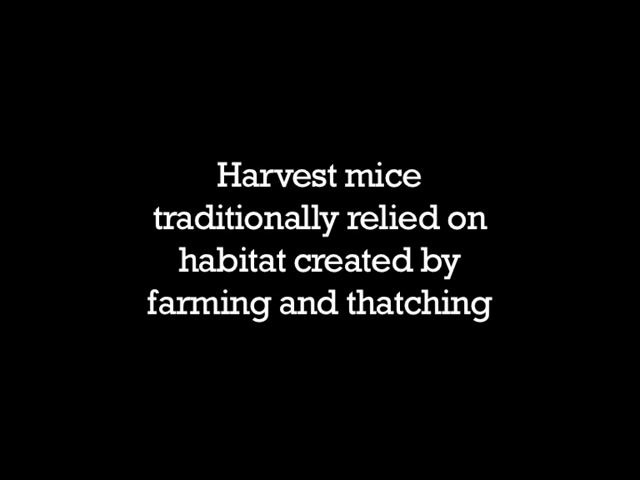 Harvest mice
traditionally relied on
habitat created by
farming and thatching